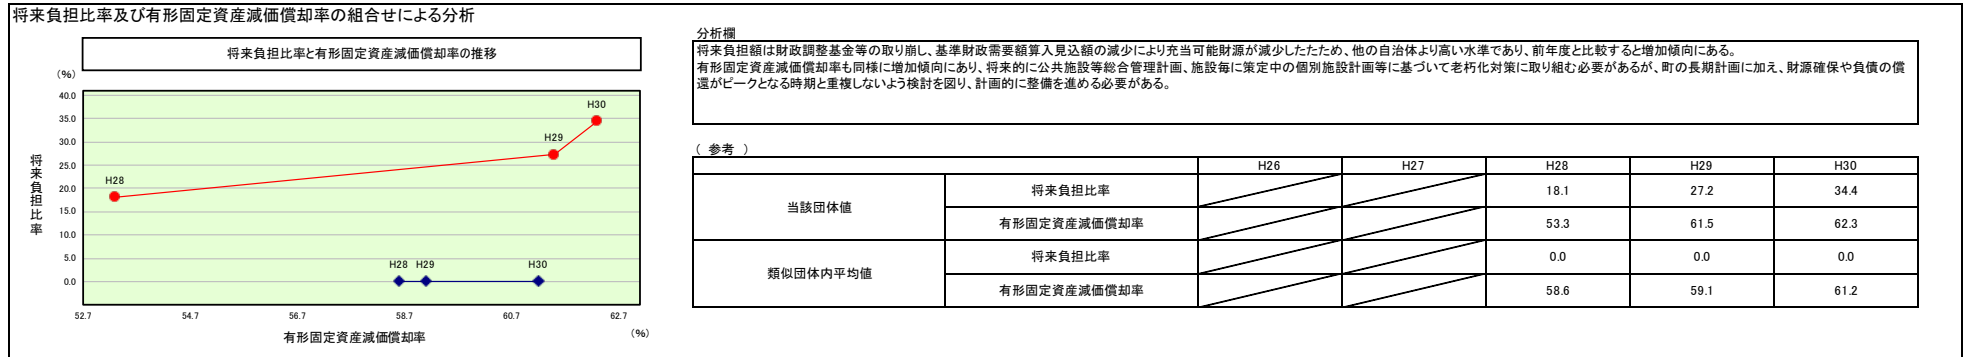 将来負担比率及び有形固定資産減価償却率の組合せによる分析
将来負担比率と有形固定資産減価償却率の推移
(%)
40.0
35.0
30.0
25.0
20.0
15.0
10.0
5.0
0.0
将来負担比率
H28
H29
H30
H28 H29 H30
52.7 54.7 56.7 58.7 60.7 62.7
有形固定資産減価償却率
(%)
分析欄
将来負担額は財政調整基金等の取り崩し、基準財政需要額算入見込額の減少により充当可能財源が減少したたため、他の自治体より高い水準であり、前年度と比較すると増加傾向にある。
有形固定資産減価償却率も同様に増加傾向にあり、将来的に公共施設等総合管理計画、施設毎に策定中の個別施設計画等に基づいて老朽化対策に取り組む必要があるが、町の長期計画に加え、財源確保や負債の償
還がピークとなる時期と重複しないよう検討を図り、計画的に整備を進める必要がある。
( 参考 )
H26 H27 H28 H29 H30
当該団体値
将来負担比率 18.1 27.2 34.4
有形固定資産減価償却率 53.3 61.5 62.3
類似団体内平均値
将来負担比率 0.0 0.0 0.0
有形固定資産減価償却率 58.6 59.1 61.2